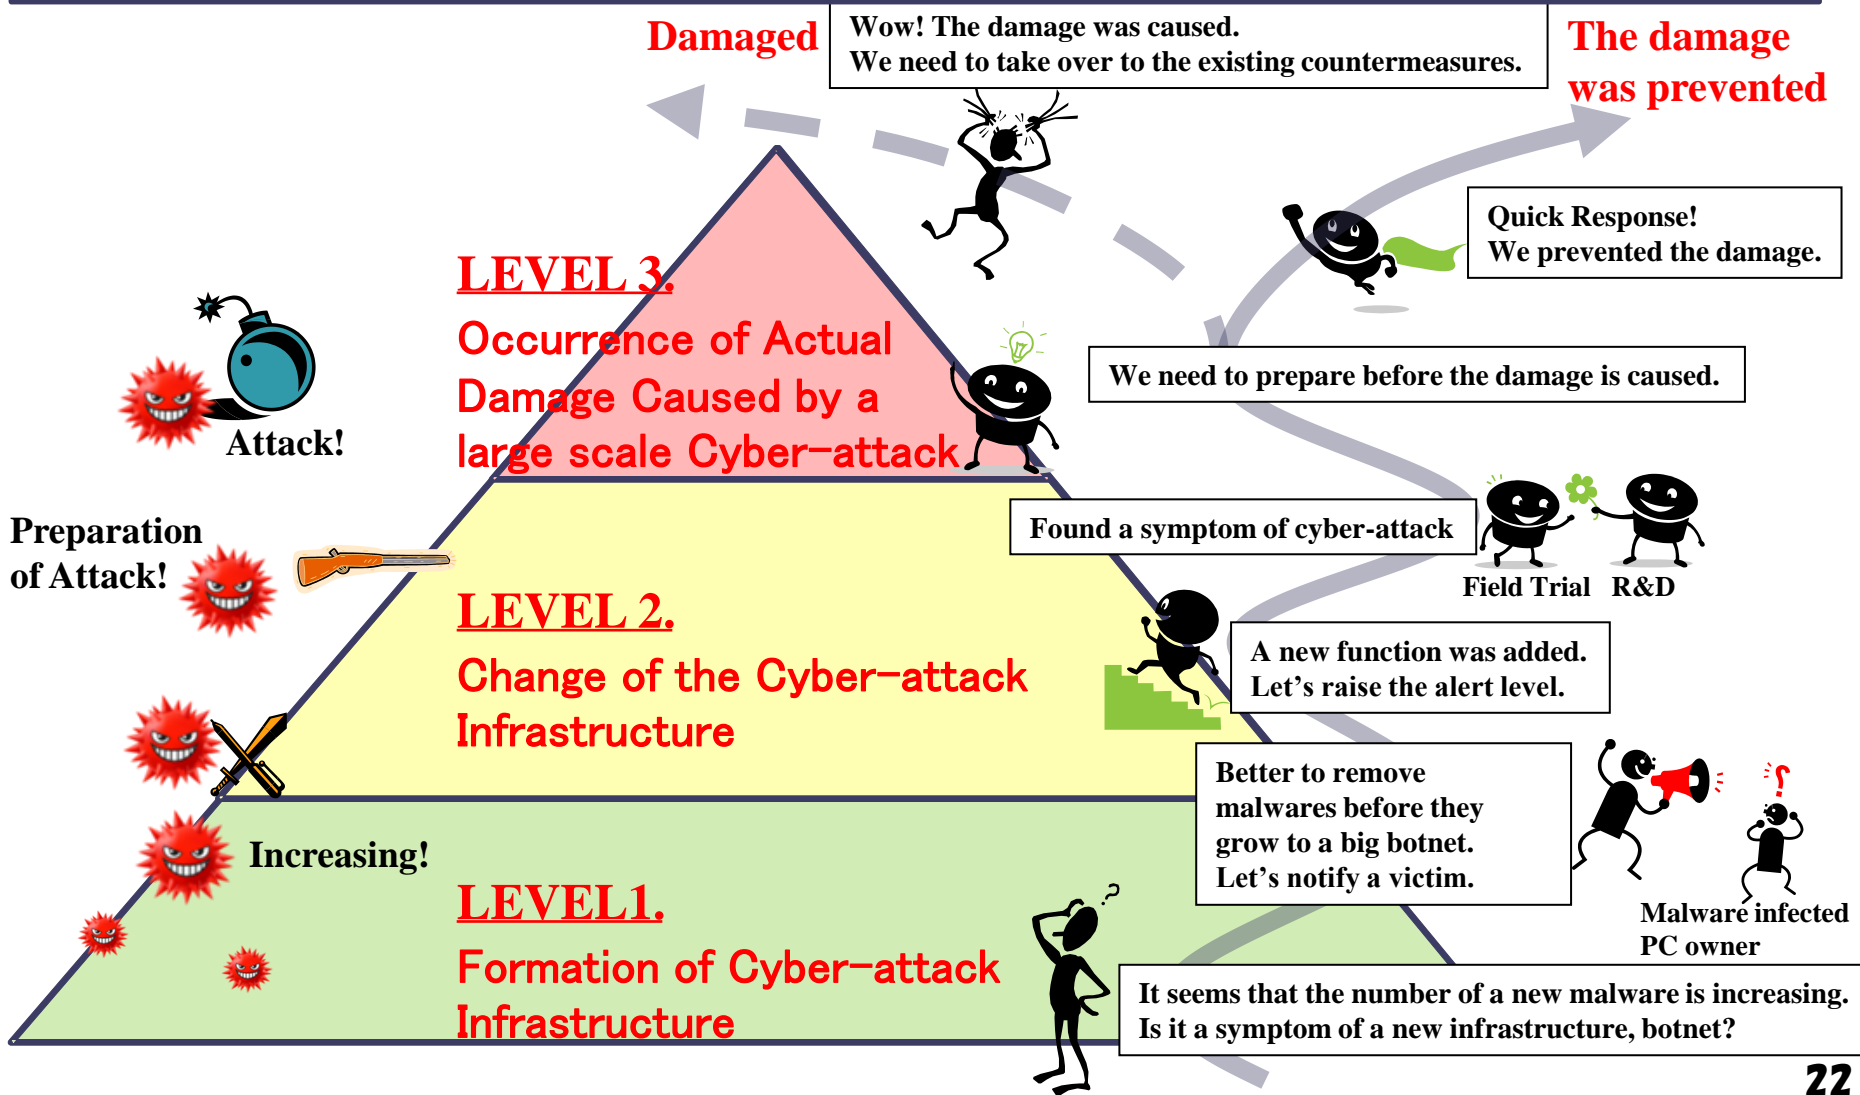 Damaged
Wow! The damage was caused.
We need to take over to the existing countermeasures.
The damage
was prevented
Quick Response!
We prevented the damage.
LEVEL 3.
Occurrence of Actual
Damage Caused by a
large scale Cyber-attack
We need to prepare before the damage is caused.
Attack!
Preparation
of Attack!
Found a symptom of cyber-attack
Field Trial
R&D
LEVEL 2.
Change of the Cyber-attack
Infrastructure
A new function was added.
Let's raise the alert level.
Better to remove
malwares before they
grow to a big botnet.
Let's notify a victim.
?
Increasing!
LEVEL1.
Formation of Cyber-attack
Infrastructure
?
Malware infected
PC owner
It seems that the number of a new malware is increasing.
Is it a symptom of a new infrastructure, botnet?
22